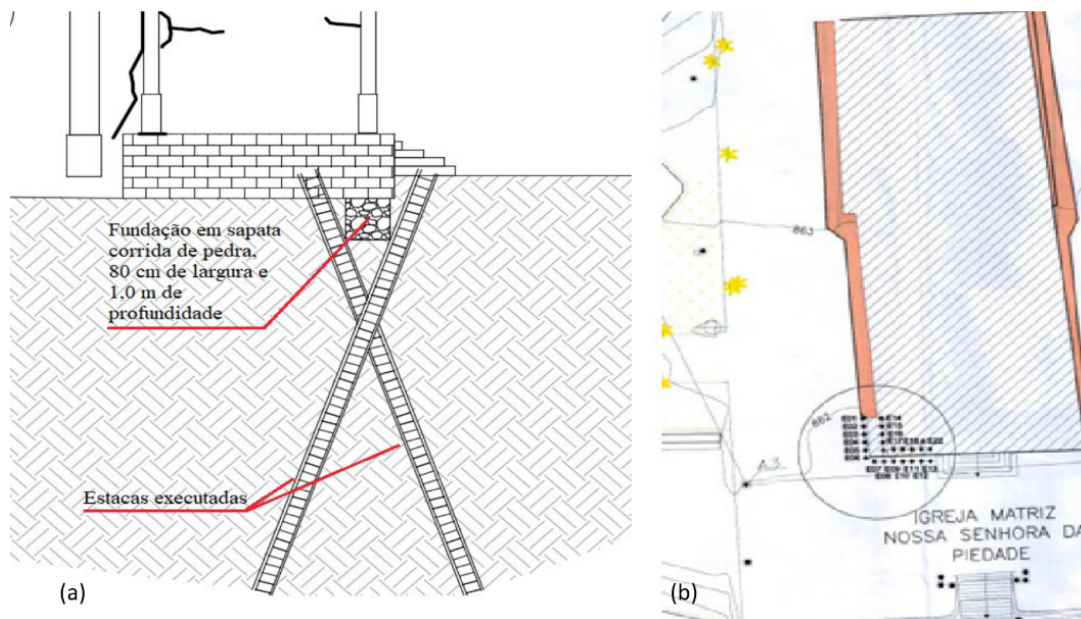 Fundação em sapata
corrida de pedra,
80 cm de largura e
1,0 m de
profundidade
Estacas executadas
(a)
863
862
A3
IGREJA MATRIZ
NOSSA SENHORA DA
PIEDADE
(b)